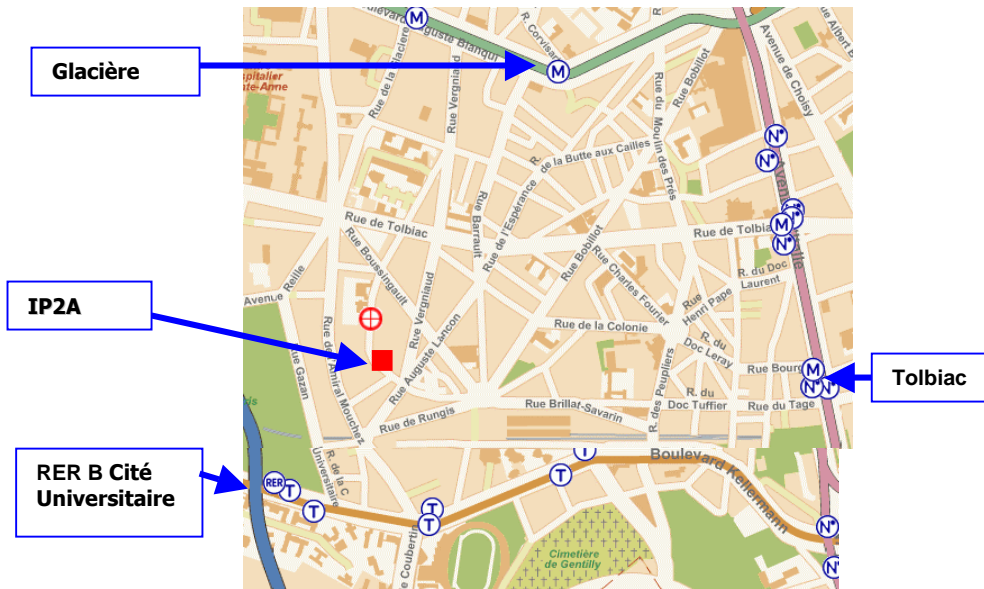 Glacière
IP2A
RER B Cité
Universitaire
Tolbiac
Auguste Blanqui
R. Corvisart
Rue de la Glacière
Rue Vergniaud
Rue du Moulin des Prés
Rue Bobillot
Avenue de Choisy
Rue Albert B
spitalier
nte-Anne
R.
de la Butte aux Cailles
Rue de Tolbiac
Rue Barrault
Rue de l'Espérance
Rue Bobillot
Rue de Tolbia
Rue Boussingault
Rue Vergniaud
Rue Charles Fourier
R. du Doc
Laurent
Rue
Henri Pape
Avenue Reille
Rue Gazan
Rue de l'Amiral Mouchez
Rue Auguste Lançon
Rue de la Colonie
R. du
Doc Leray
Rue Bourg
R. des Peupliers
R. du
Doc Tuffier
Rue du Tage
Rue Brillat-Savarin
Rue de Rungis
R. de la C
Universitaire
Boulevard Kellermann
e Coubertin
Cimetière
de Gentilly
M
M
M
M
N•
N•
N•
N•
N•
N•
N•
RER
T
T
T
T
T
T